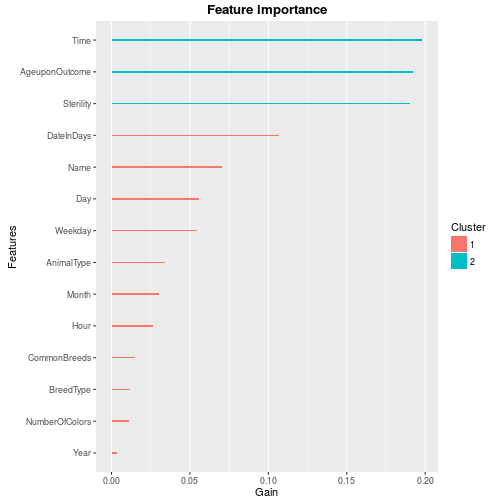 Feature importance
Time
AgeuponOutcome
Sterility
DateInDays
Name
Day
Weekday
AnimalType
Month
Hour
CommonBreeds
BreedType
NumberOfColors
Year
Features
0.00 0.05 0.10 0.15 0.20
Gain
Cluster
1
2